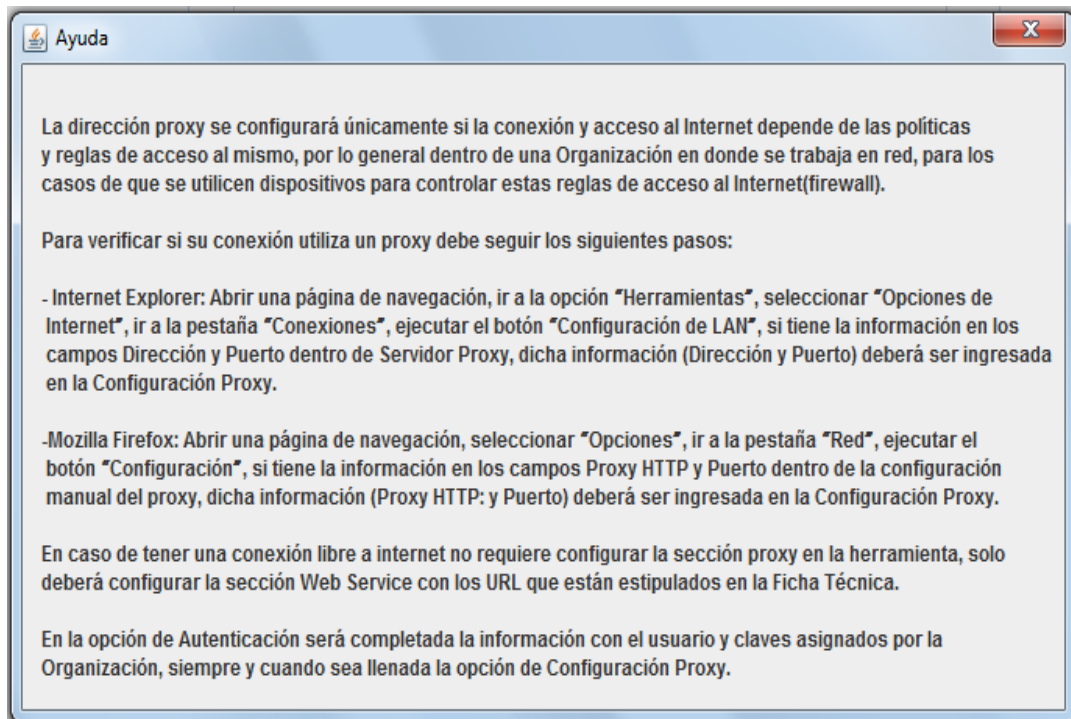 Ayuda
X
La dirección proxy se configurará únicamente si la conexión y acceso al Internet depende de las políticas
y reglas de acceso al mismo, por lo general dentro de una Organización en donde se trabaja en red, para los
casos de que se utilicen dispositivos para controlar estas reglas de acceso al Internet(firewall).
Para verificar si su conexión utiliza un proxy debe seguir los siguientes pasos:
- Internet Explorer: Abrir una página de navegación, ir a la opción "Herramientas", seleccionar "Opciones de
Internet", ir a la pestaña "Conexiones", ejecutar el botón "Configuración de LAN", si tiene la información en los
campos Dirección y Puerto dentro de Servidor Proxy, dicha información (Dirección y Puerto) deberá ser ingresada
en la Configuración Proxy.
-Mozilla Firefox: Abrir una página de navegación, seleccionar "Opciones", ir a la pestaña "Red", ejecutar el
botón "Configuración", si tiene la información en los campos Proxy HTTP y Puerto dentro de la configuración
manual del proxy, dicha información (Proxy HTTP: y Puerto) deberá ser ingresada en la Configuración Proxy.
En caso de tener una conexión libre a internet no requiere configurar la sección proxy en la herramienta, solo
deberá configurar la sección Web Service con los URL que están estipulados en la Ficha Técnica.
En la opción de Autenticación será completada la información con el usuario y claves asignados por la
Organización, siempre y cuando sea llenada la opción de Configuración Proxy.